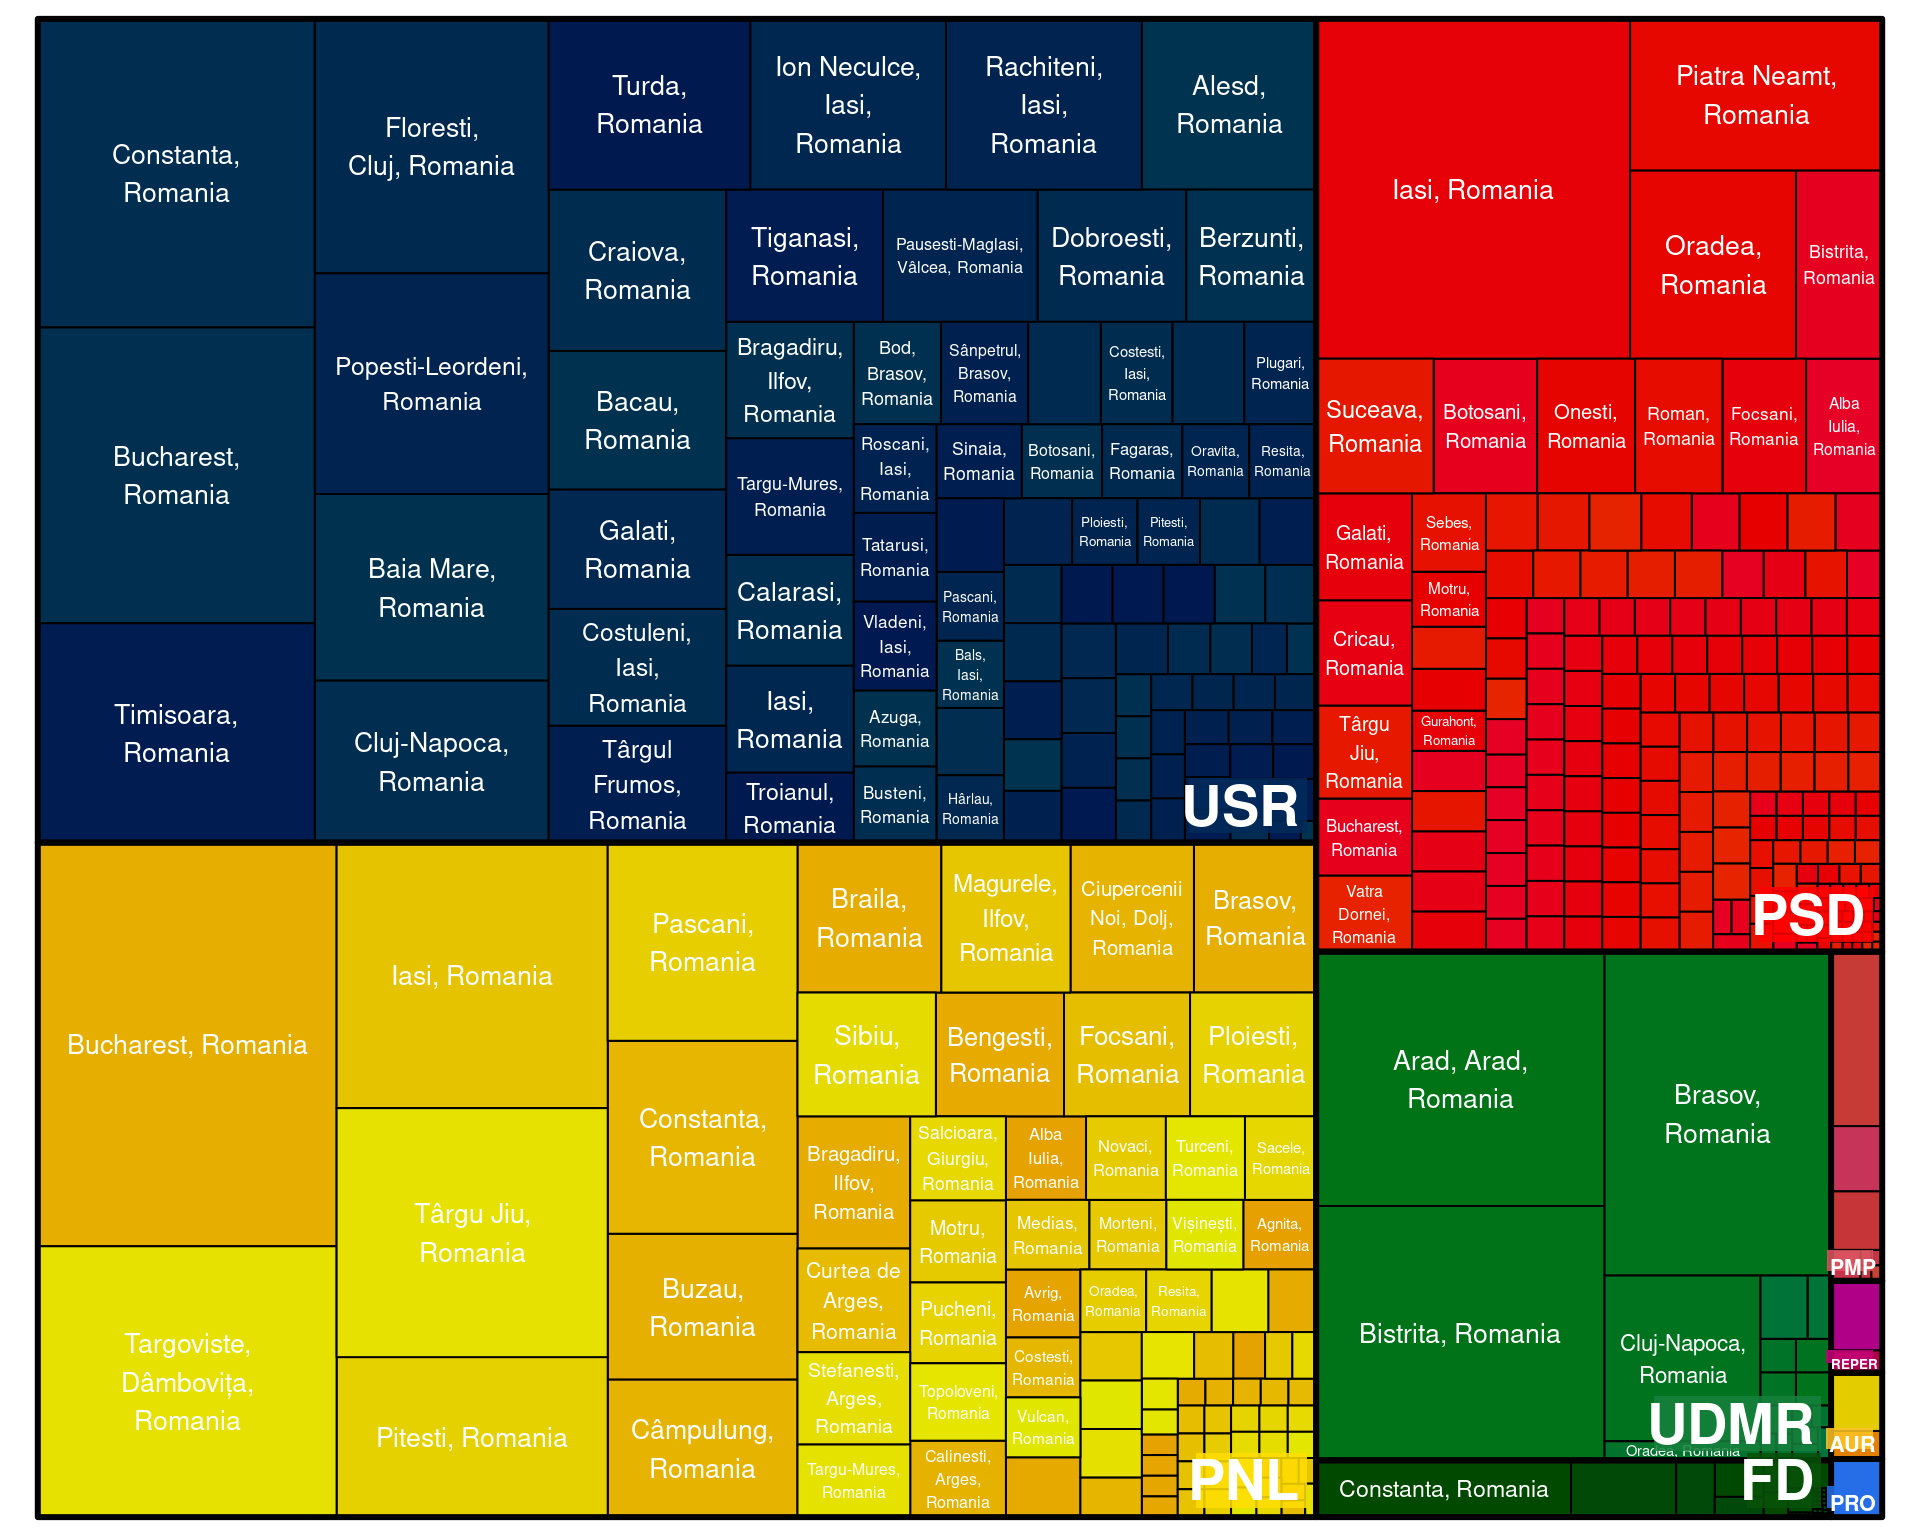 Constanta,
Romania
Bucharest,
Romania
Timisoara,
Romania
Floresti,
Cluj, Romania
Popesti-Leordeni,
Romania
Baia Mare,
Romania
Cluj-Napoca,
Romania
Turda,
Romania
Ion Neculce,
Iasi,
Romania
Rachiteni,
Iasi,
Romania
Alesd,
Romania
Craiova,
Romania
Bacau,
Romania
Galati,
Romania
Costuleni,
Iasi,
Romania
Târgul
Frumos,
Romania
Tiganasi,
Romania
Pausesti-Maglasi,
Vâlcea, Romania
Dobroesti,
Romania
Berzunti,
Romania
Bragadiru,
Ilfov,
Romania
Targu-Mures,
Romania
Calarasi,
Romania
Iasi,
Romania
Troianul,
Romania
Bod,
Brasov,
Romania
Sânpetrul,
Brasov,
Romania
Costesti,
Iasi,
Romania
Plugari,
Romania
Roscani,
Iasi,
Romania
Tatarusi,
Romania
Vladeni,
Iasi,
Romania
Azuga,
Romania
Busteni,
Romania
Sinaia,
Romania
Botosani,
Romania
Fagaras,
Romania
Oravita,
Romania
Resita,
Romania
Ploiesti,
Romania
Pitesti,
Romania
Pascani,
Romania
Bals,
Iasi,
Romania
Hârlau,
Romania
USR
Iasi, Romania
Piatra Neamt,
Romania
Oradea,
Romania
Bistrita,
Romania
Suceava,
Romania
Botosani,
Romania
Onesti,
Romania
Roman,
Romania
Focsani,
Romania
Alba
Iulia,
Romania
Galati,
Romania
Cricau,
Romania
Târgu
Jiu,
Romania
Bucharest,
Romania
Vatra
Dornei,
Romania
Sebes,
Romania
Motru,
Romania
Gurahont,
Romania
PSD
Bucharest, Romania
Targoviste,
Dâmbovița,
Romania
Iasi, Romania
Târgu Jiu,
Romania
Pitesti, Romania
Pascani,
Romania
Constanta,
Romania
Buzau,
Romania
Câmpulung,
Romania
Braila,
Romania
Magurele,
Ilfov,
Romania
Ciupercenii
Noi, Dolj,
Romania
Brasov,
Romania
Sibiu,
Romania
Bengesti,
Romania
Focsani,
Romania
Ploiesti,
Romania
Bragadiru,
Ilfov,
Romania
Curtea de
Arges,
Romania
Stefanesti,
Arges,
Romania
Targu-Mures,
Romania
Salcioara,
Giurgiu,
Romania
Motru,
Romania
Pucheni,
Romania
Topoloveni,
Romania
Calinesti,
Arges,
Romania
Alba
Iulia,
Romania
Novaci,
Romania
Turceni,
Romania
Sacele,
Romania
Medias,
Romania
Morteni,
Romania
Vișinești,
Romania
Agnita,
Romania
Avrig,
Romania
Oradea,
Romania
Resita,
Romania
Costesti,
Romania
Vulcan,
Romania
PNL
Arad, Arad,
Romania
Bistrita, Romania
Brasov,
Romania
Cluj-Napoca,
Romania
Oradea, Romania
UDMR
Constanta, Romania
FD
PMP
REPER
AUR
PRO